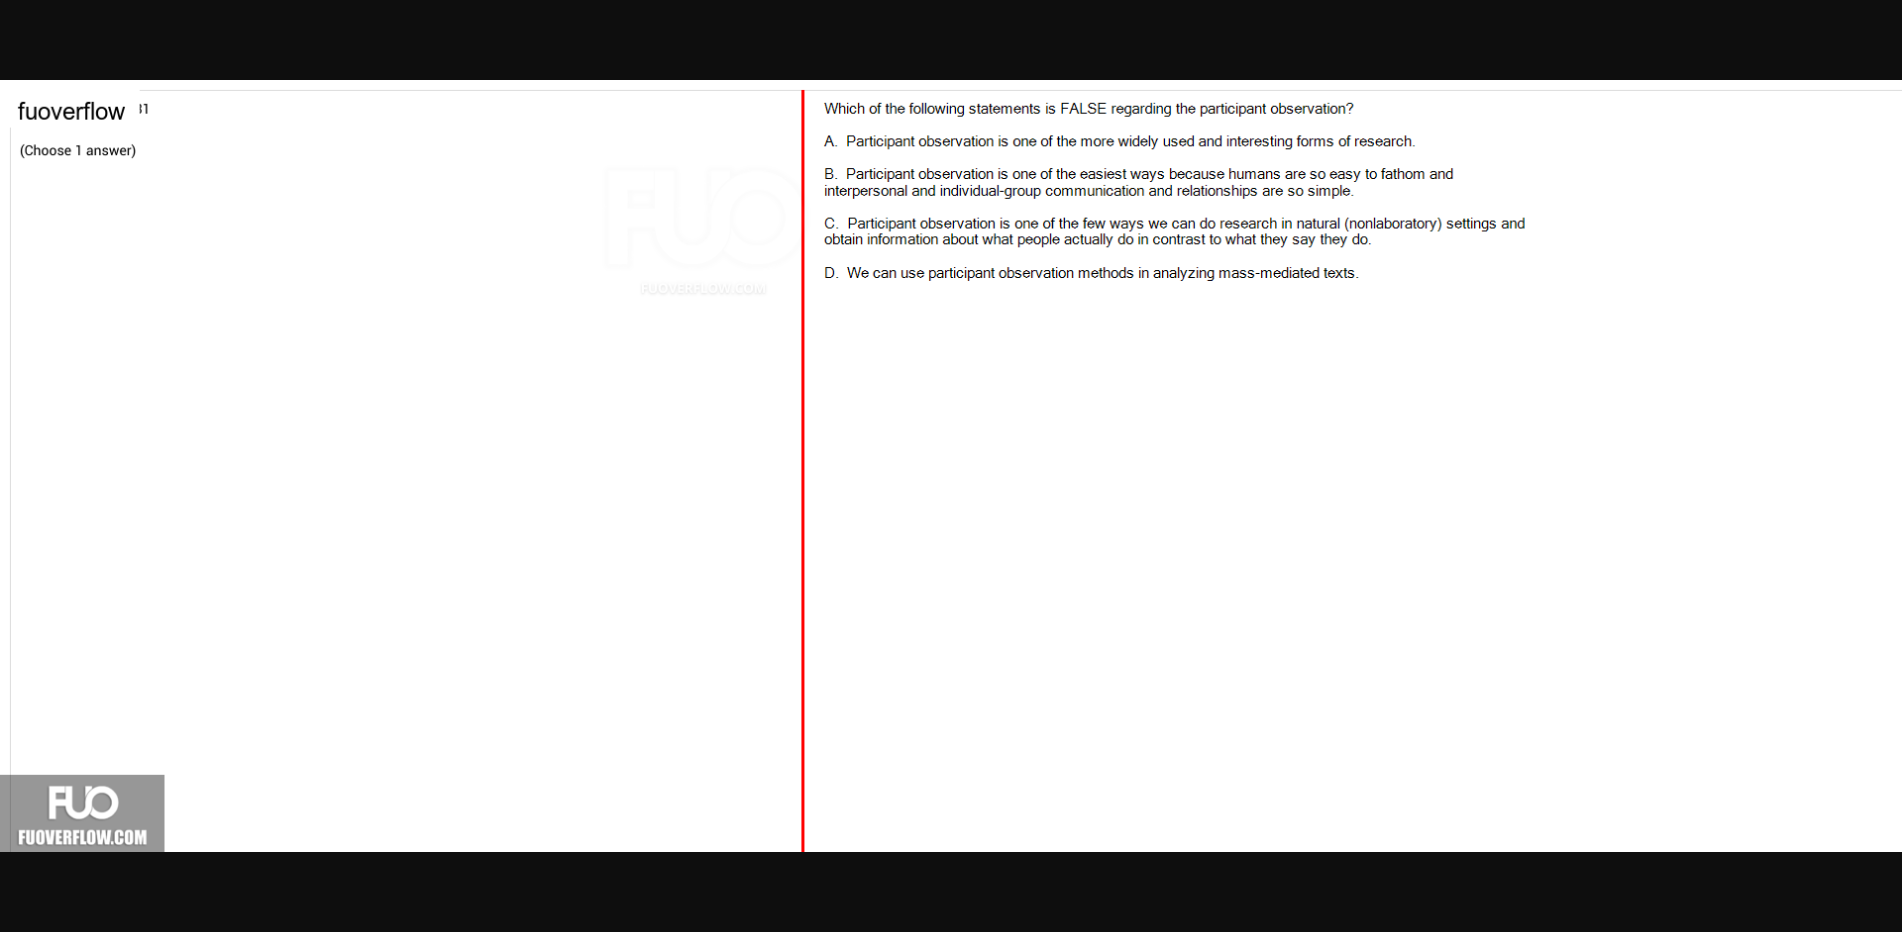 fuoverflow
(Choose 1 answer)
Which of the following statements is FALSE regarding the participant observation?
A. Participant observation is one of the more widely used and interesting forms of research.
B. Participant observation is one of the easiest ways because humans are so easy to fathom and
interpersonal and individual-group communication and relationships are so simple.
C. Participant observation is one of the few ways we can do research in natural (nonlaboratory) settings and
obtain information about what people actually do in contrast to what they say they do.
D. We can use participant observation methods in analyzing mass-mediated texts.
FUO
FUOVERFLOW.COM
FUO
FUOVERFLOW.COM